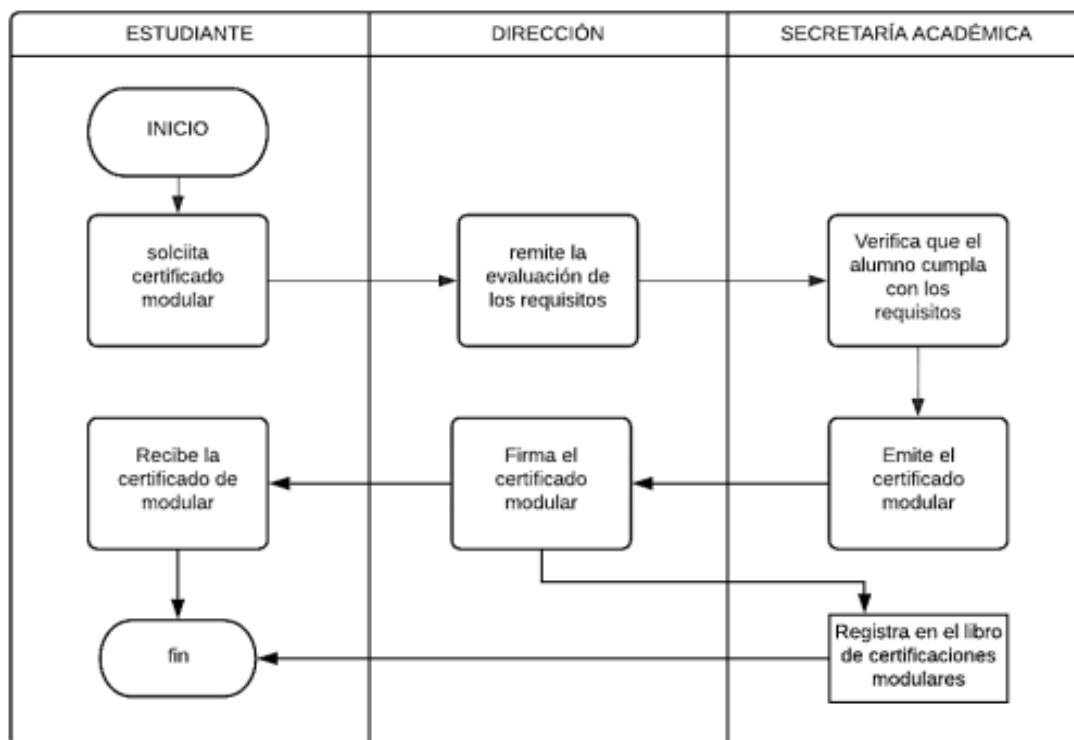 ESTUDIANTE
DIRECCIÓN
SECRETARÍA ACADÉMICA
INICIO
solciita
certificado
modular
remite la
evaluación de
los requisitos
Verifica que el
alumno cumpla
con los
requisitos
Recibe la
certificado de
modular
Firma el
certificado
modular
Emite el
certificado
modular
fin
Registra en el libro
de certificaciones
modulares